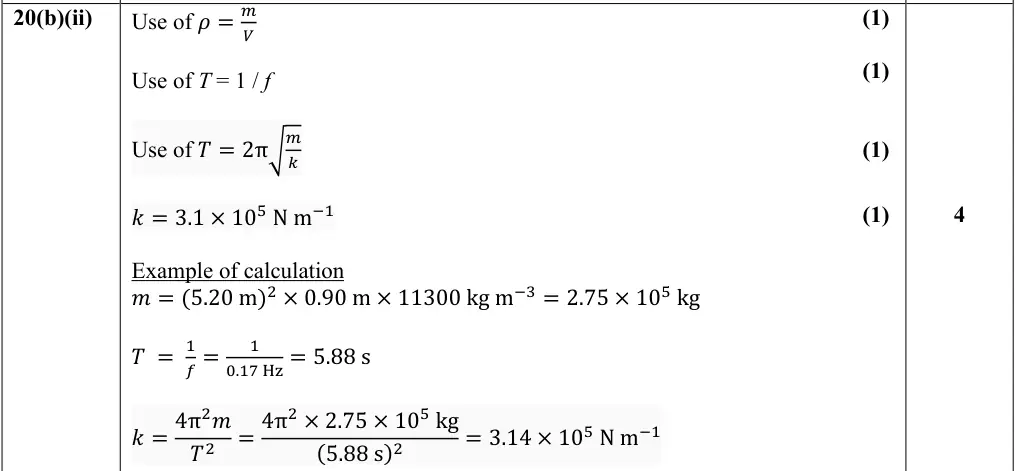 20(b)(ii) Use of ρ = m/V (1)
Use of T = 1 / f (1)
Use of T = 2π√(m/k) (1)
k = 3.1 × 10⁵ N m⁻¹ (1) 4
Example of calculation
m = (5.20 m)² × 0.90 m × 11300 kg m⁻³ = 2.75 × 10⁵ kg
T = 1/f = 1/0.17 Hz = 5.88 s
k = 4π²m/T² = 4π² × 2.75 × 10⁵ kg/(5.88 s)² = 3.14 × 10⁵ N m⁻¹